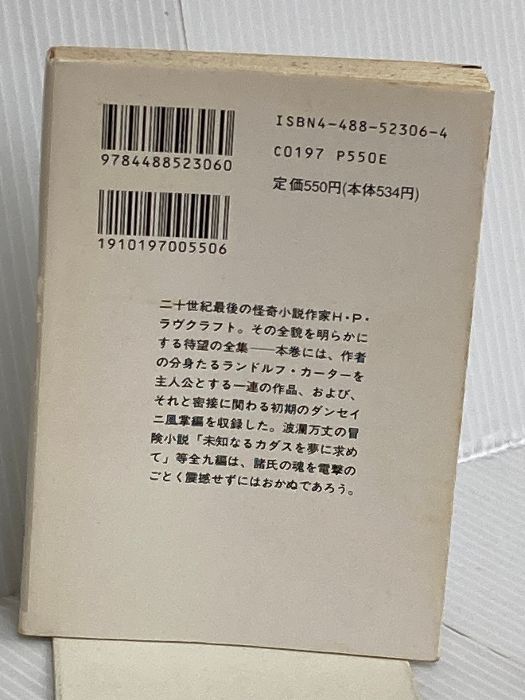 ISBN4-488-52306-4
C0197 P550E
定価550円(本体534円)
9784488523060
1910197005506
二十世紀最後の怪奇小説作家H・P・
ラヴクラフト。その全貌を明らかに
する待望の全集──本巻には、作者
の分身たるランドルフ・カーターを
主人公とする一連の作品、および、
それと密接に関わる初期のダンセイ
ニ風掌編を収録した。波瀾万丈の冒
険小説「未知なるカダスを夢に求め
て」等全九編は、諸氏の魂を電撃の
ごとく震撼せずにはおかぬであろう。